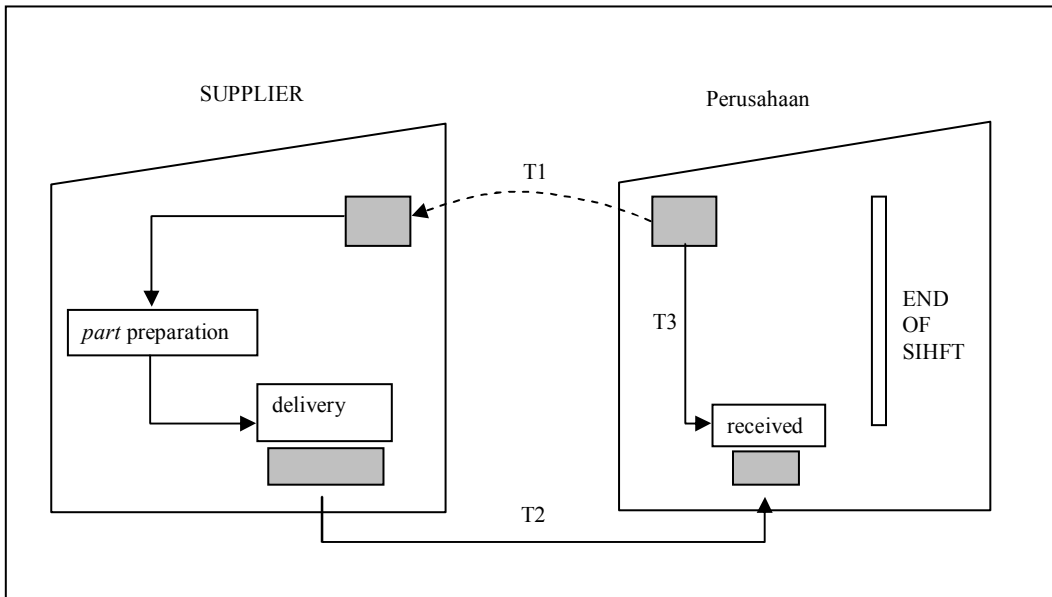 SUPPLIER
Perusahaan
T1
part preparation
delivery
T3
END
OF
SIHFT
received
T2